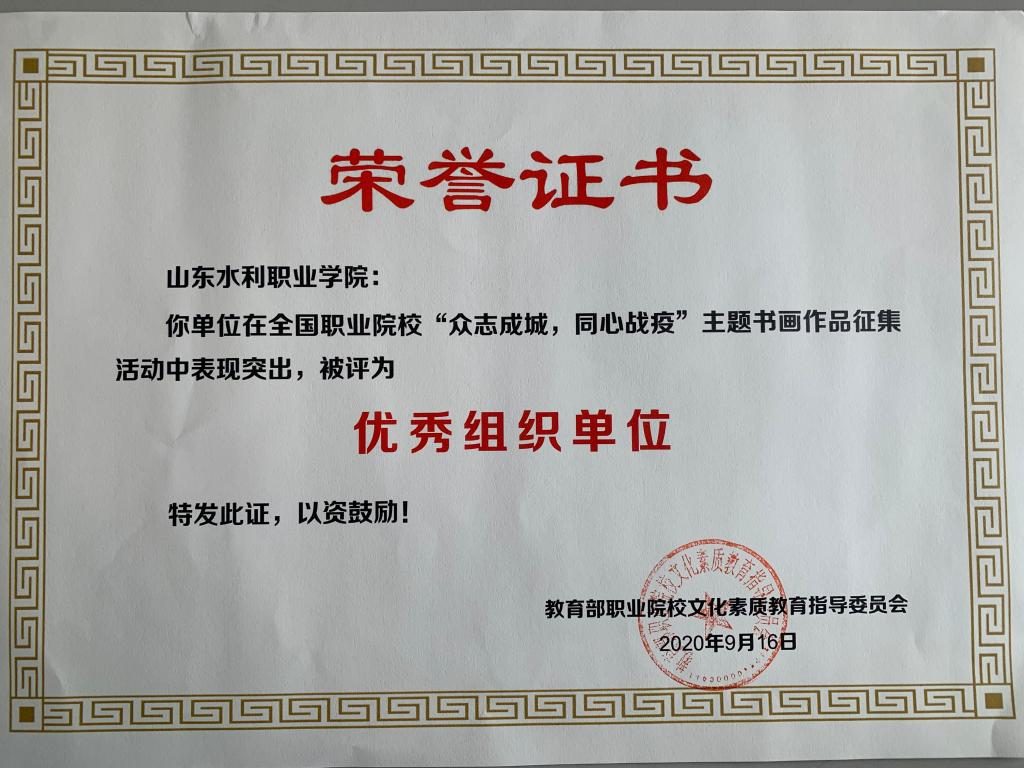 荣誉证书
山东水利职业学院：
你单位在全国职业院校“众志成城，同心战疫”主题书画作品征集
活动中表现突出，被评为
优秀组织单位
特发此证，以资鼓励！
教育部职业院校文化素质教育指导委员会
2020年9月16日